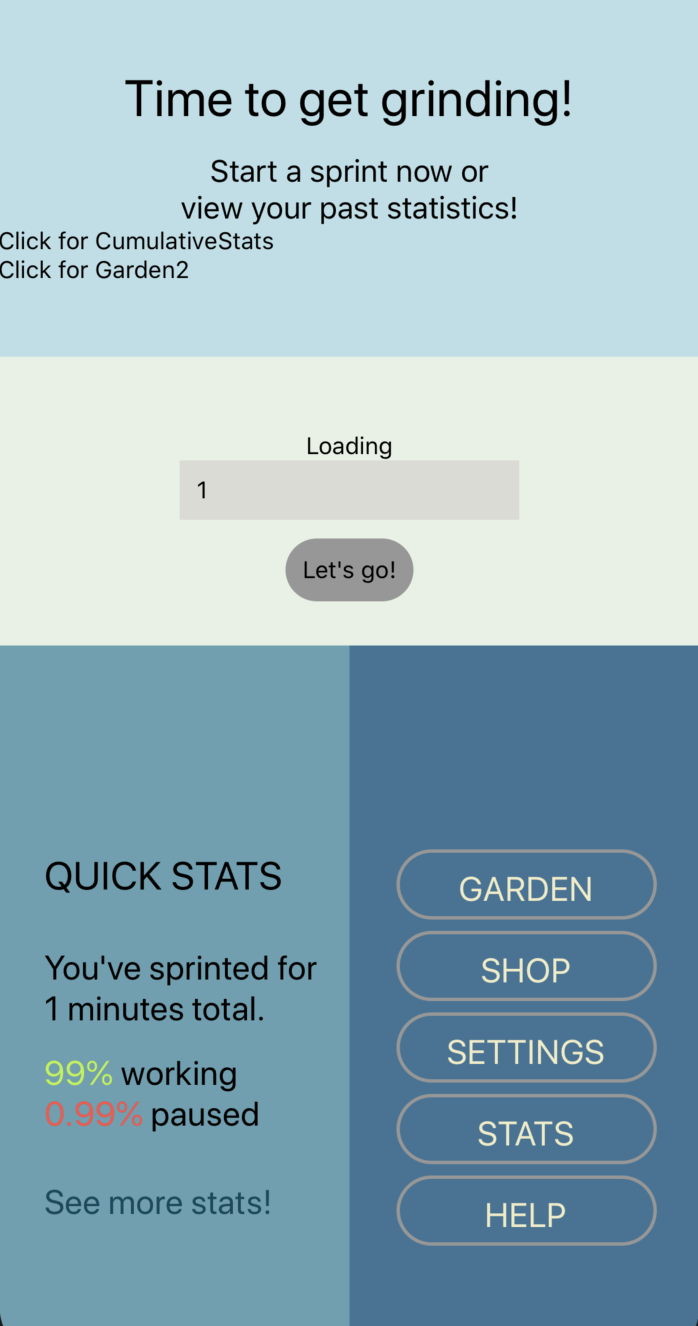 Time to get grinding!
Start a sprint now or
view your past statistics!
Click for CumulativeStats
Click for Garden2
Loading
1
Let's go!
QUICK STATS
You've sprinted for
1 minutes total.
99% working
0.99% paused
See more stats!
GARDEN
SHOP
SETTINGS
STATS
HELP